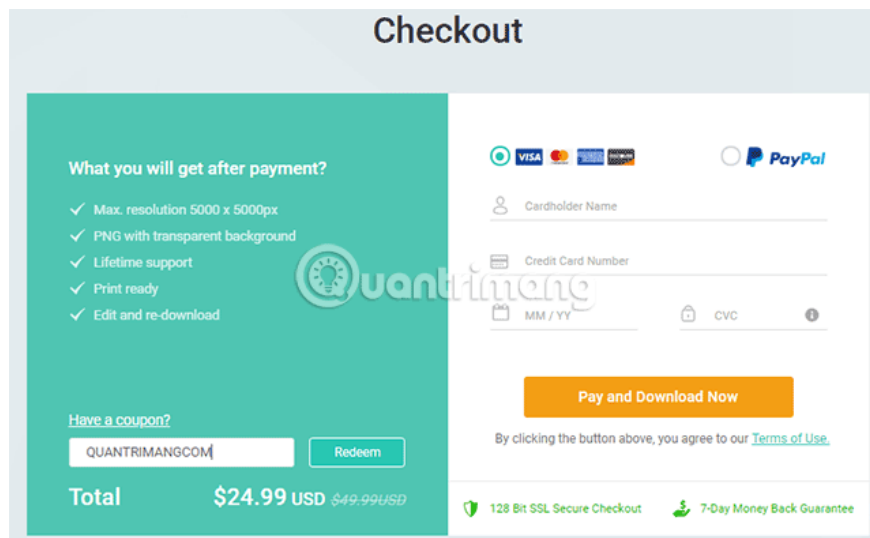 Checkout
What you will get after payment?
Max. resolution 5000 x 5000px
PNG with transparent background
Lifetime support
Print ready
Edit and re-download
Have a coupon?
QUANTRIMANGCOM
Redeem
Total $24.99 USD $49.99USD
VISA DISCOVER PayPal
Cardholder Name
Credit Card Number
MM / YY CVC
Pay and Download Now
By clicking the button above, you agree to our Terms of Use.
128 Bit SSL Secure Checkout 7-Day Money Back Guarantee
Quantrimang